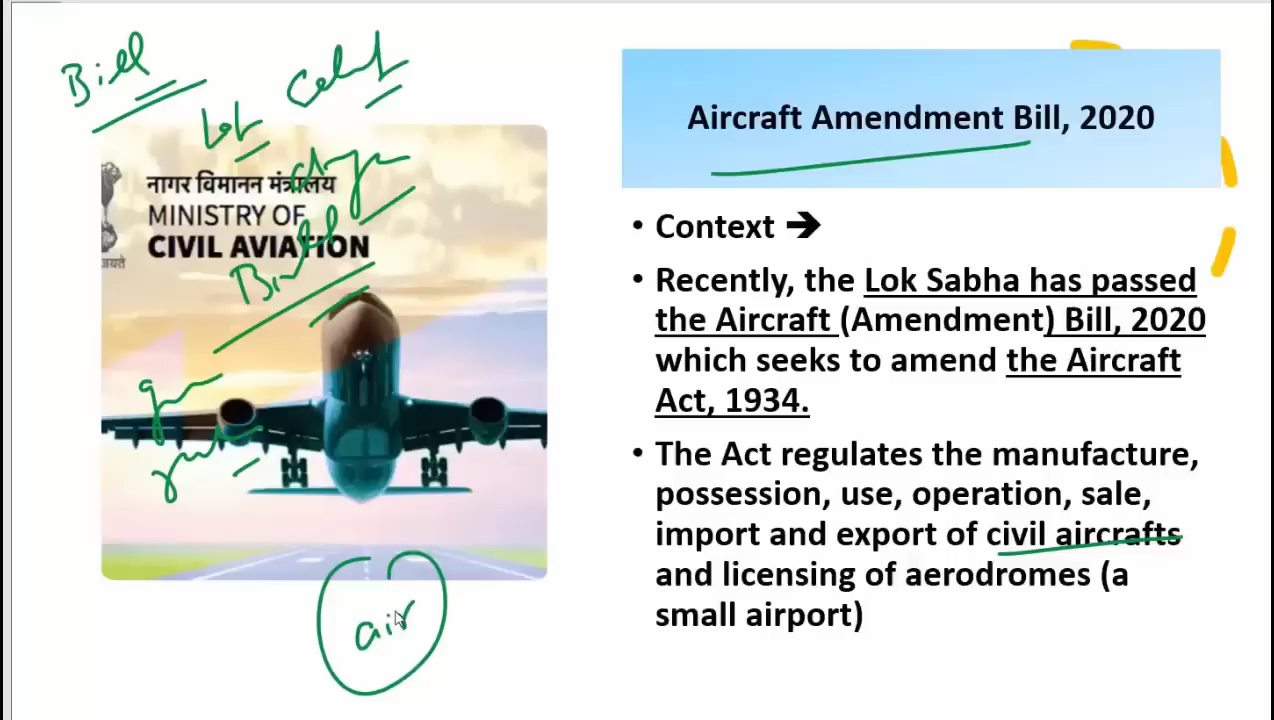 Bill
Lok
नागर विमानन मंत्रालय
MINISTRY OF
CIVIL AVIATION
यते
air
Aircraft Amendment Bill, 2020
• Context ➔
• Recently, the Lok Sabha has passed
the Aircraft (Amendment) Bill, 2020
which seeks to amend the Aircraft
Act, 1934.
• The Act regulates the manufacture,
possession, use, operation, sale,
import and export of civil aircrafts
and licensing of aerodromes (a
small airport)